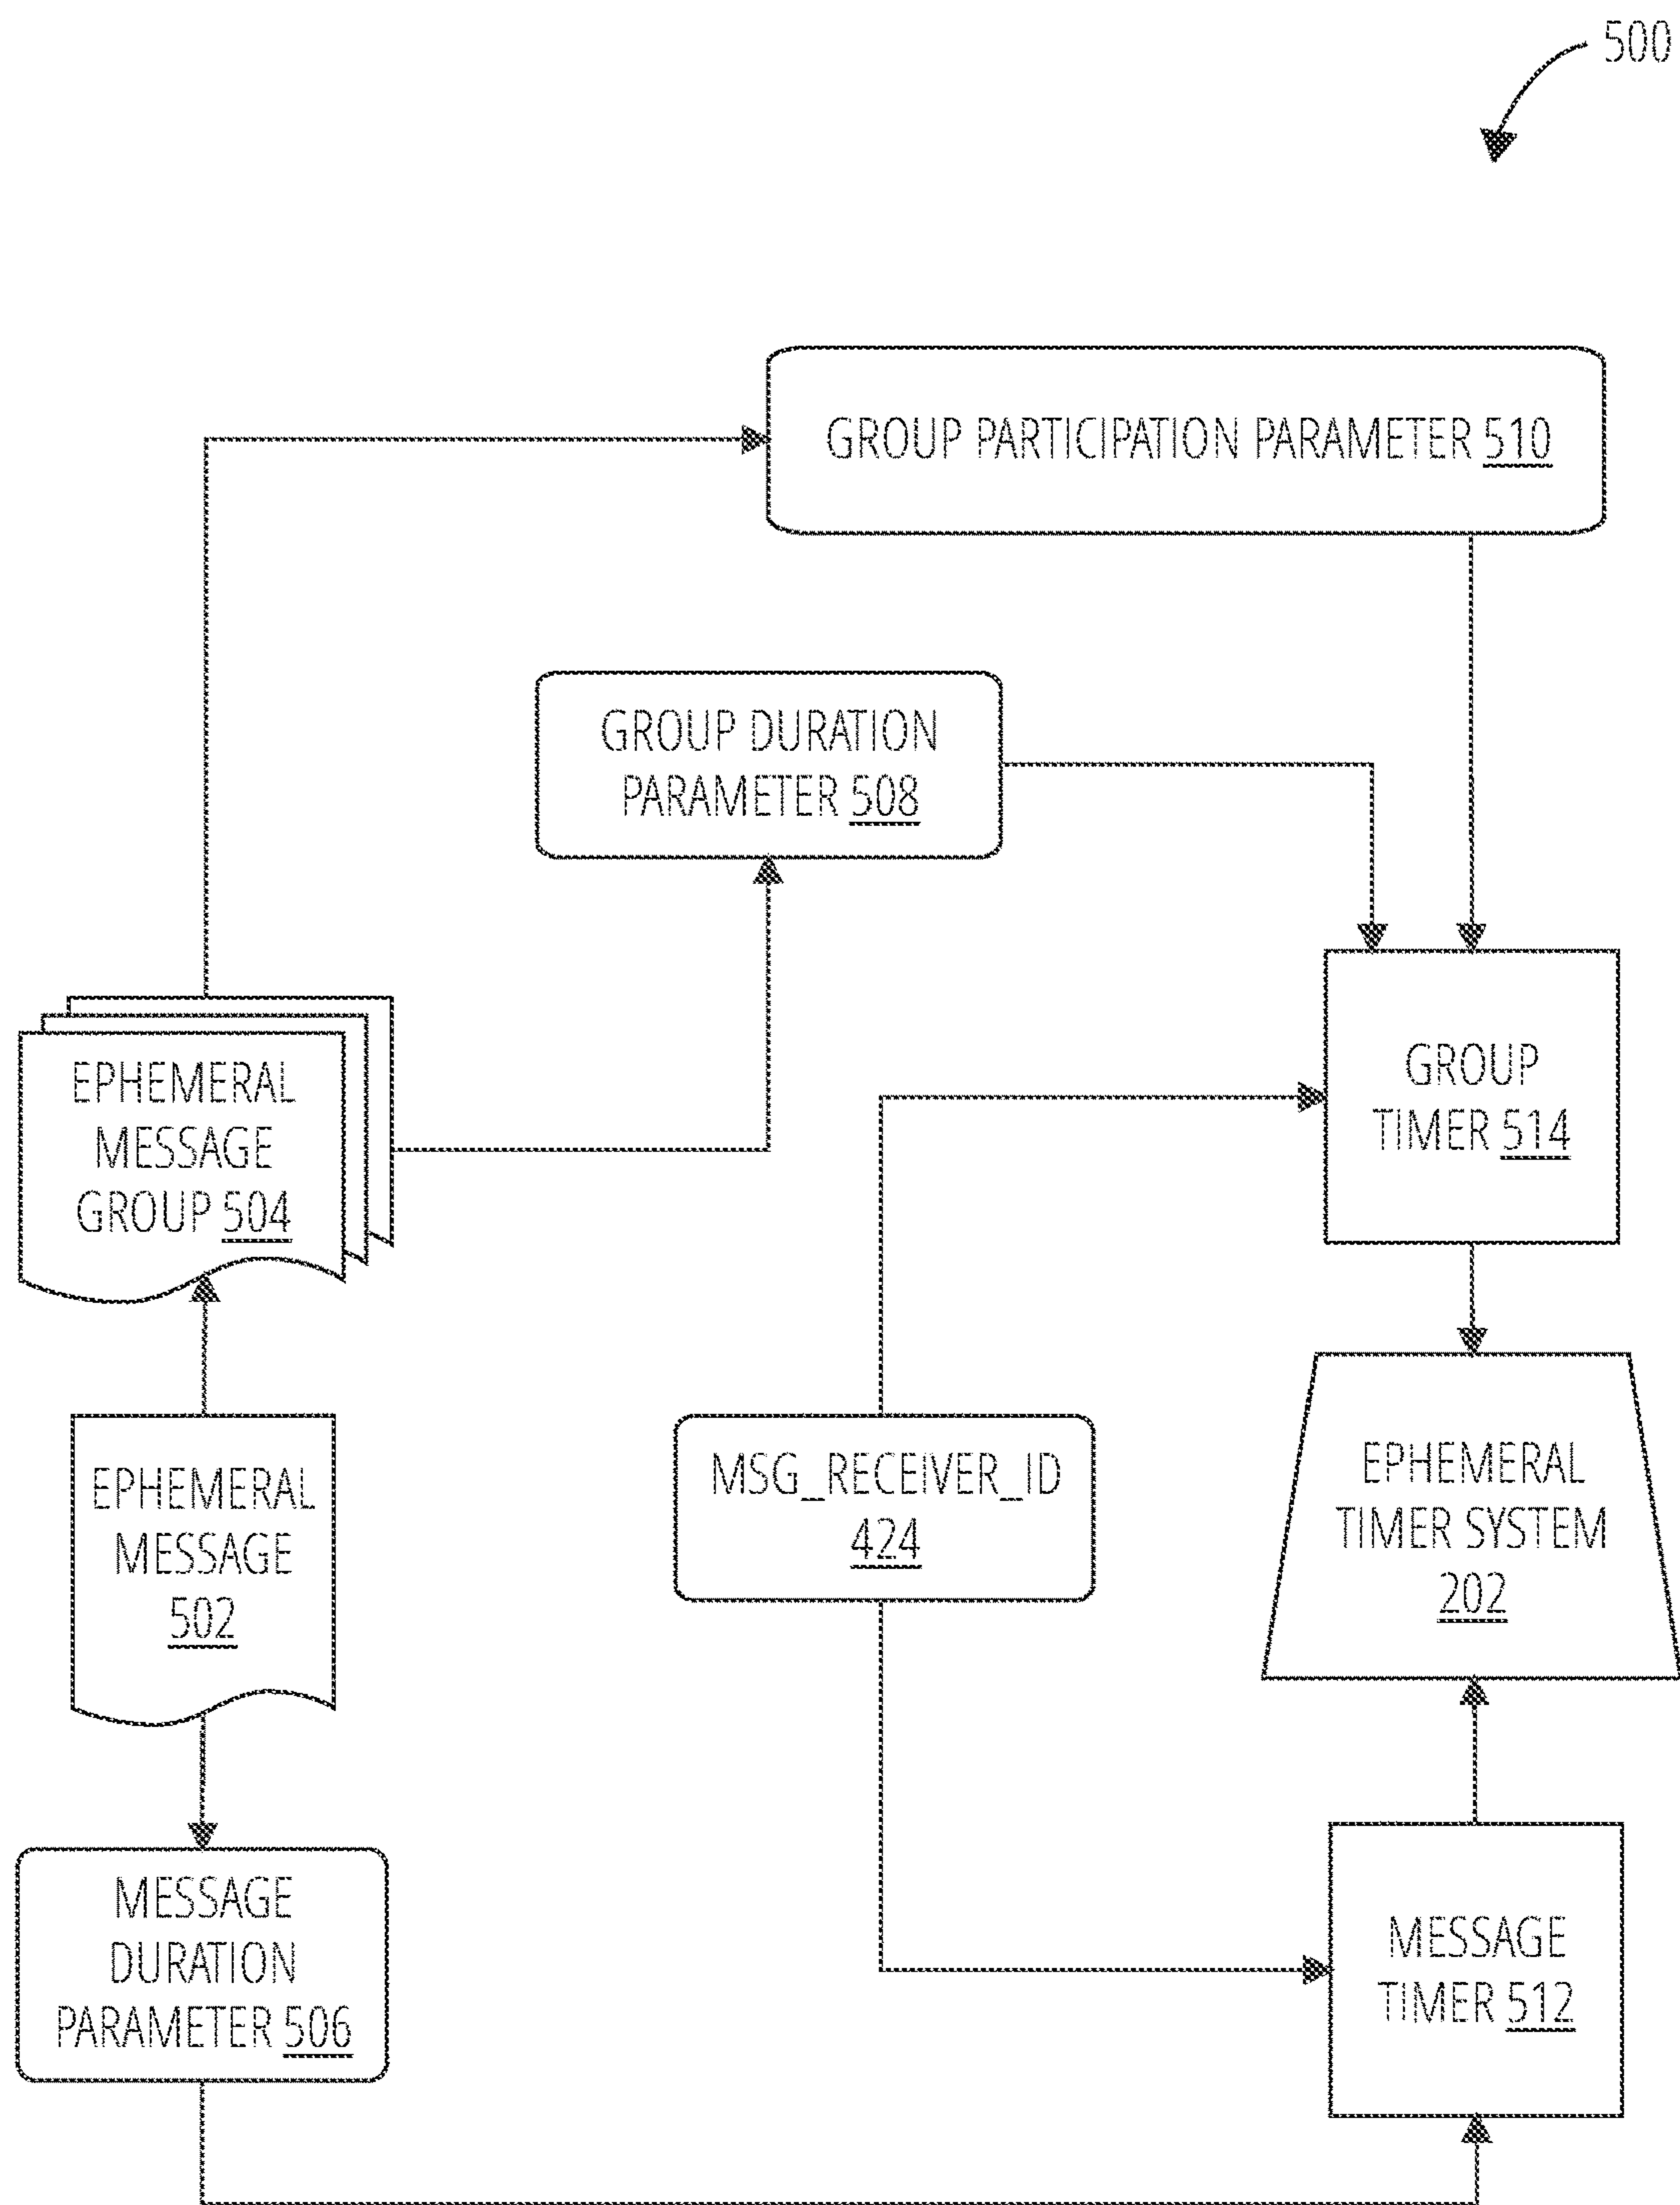 500
GROUP PARTICIPATION PARAMETER 510
GROUP DURATION
PARAMETER 508
EPHEMERAL
MESSAGE
GROUP 504
GROUP
TIMER 514
EPHEMERAL
MESSAGE
502
MSG_RECEIVER_ID
424
EPHEMERAL
TIMER SYSTEM
202
MESSAGE
DURATION
PARAMETER 506
MESSAGE
TIMER 512